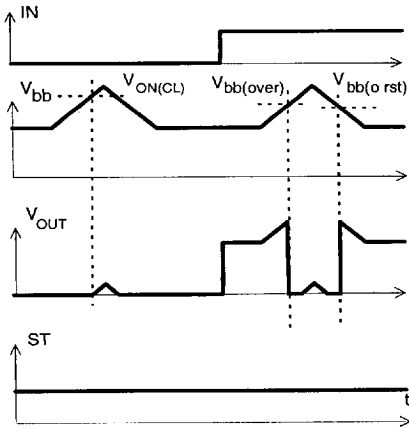 IN
Vbb
VON(CL)
Vbb(over)
Vbb(o rst)
VOUT
ST
t